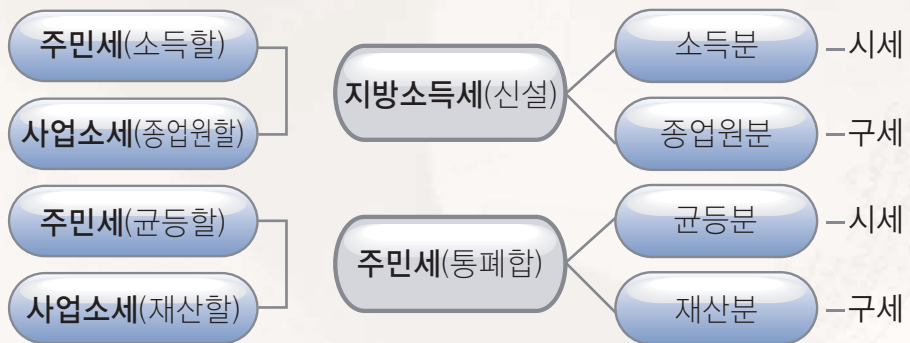 주민세(소득할)
사업소세(종업원할)
지방소득세(신설)
소득분 – 시세
종업원분 – 구세
주민세(균등할)
사업소세(재산할)
주민세(통폐합)
균등분 – 시세
재산분 – 구세